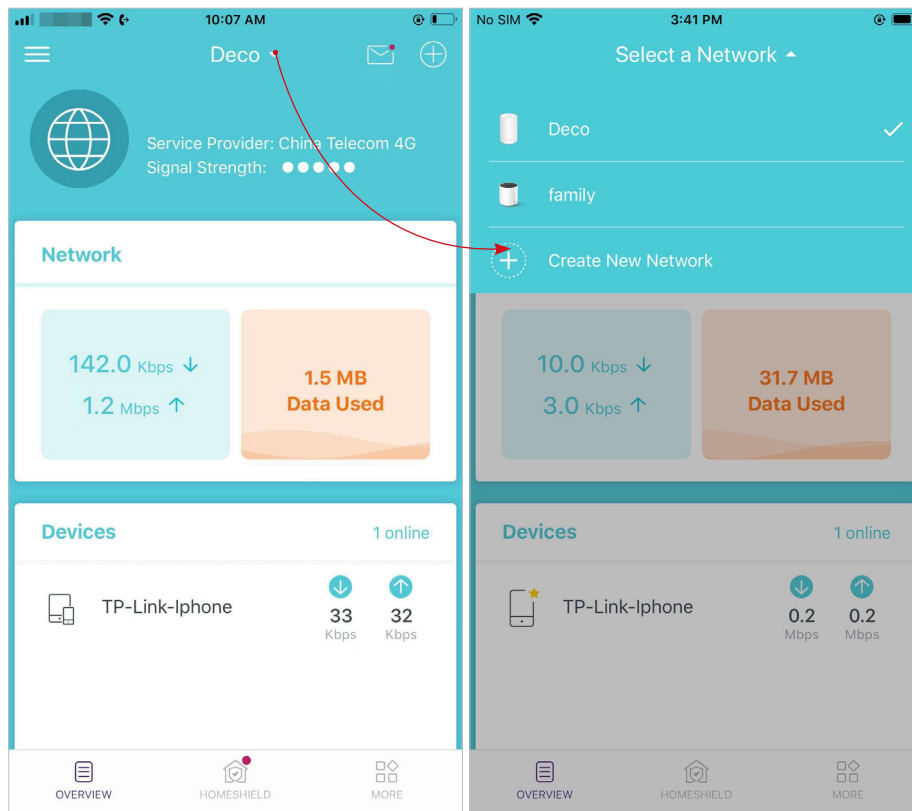 10:07 AM
Deco
Service Provider: China Telecom 4G
Signal Strength:
Network
142.0 Kbps ↓
1.2 Mbps ↑
1.5 MB
Data Used
Devices
1 online
TP-Link-Iphone
33
Kbps
32
Kbps
OVERVIEW
HOMESHIELD
MORE
No SIM
3:41 PM
Select a Network
Deco
family
Create New Network
10.0 Kbps ↓
3.0 Kbps ↑
31.7 MB
Data Used
Devices
1 online
TP-Link-Iphone
0.2
Mbps
0.2
Mbps
OVERVIEW
HOMESHIELD
MORE